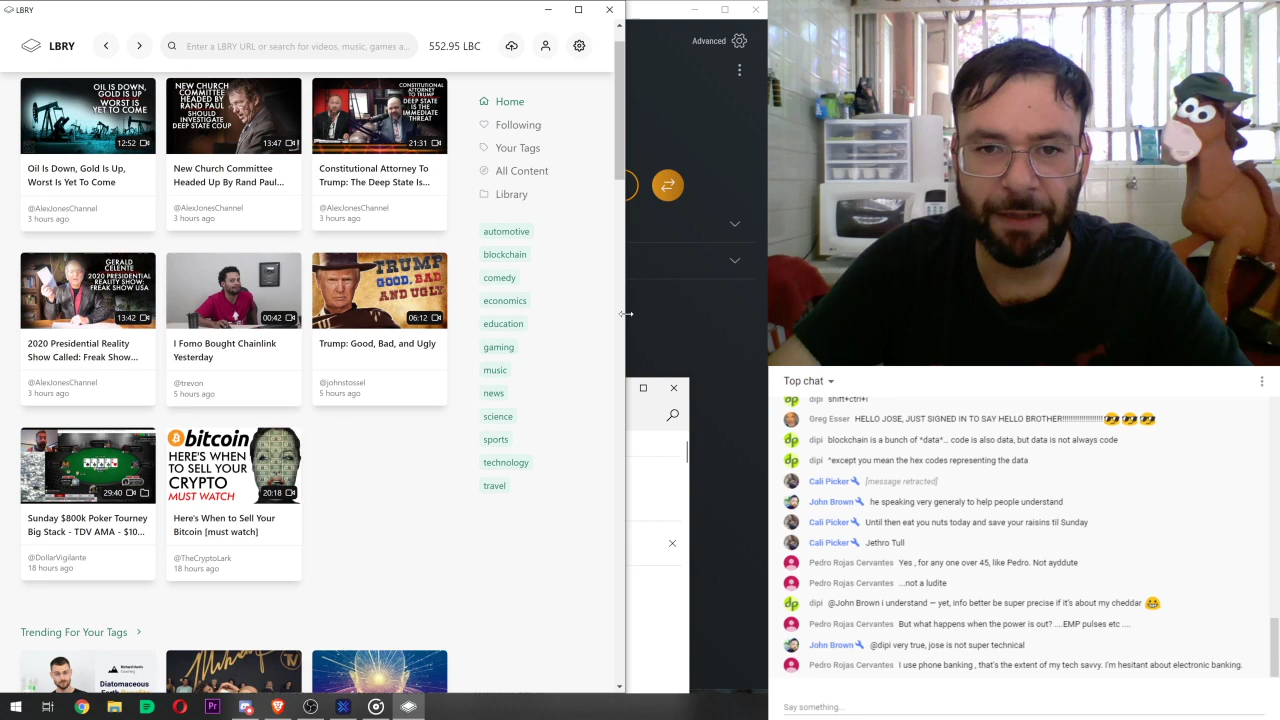 LBRY
LBRY
Enter a LBRY URL or search for videos, music, games a...
552.95 LBC
Advanced
OIL IS DOWN,
GOLD IS UP
WORST IS
YET TO COME
12:52
Oil Is Down, Gold Is Up,
Worst Is Yet To Come
@AlexJonesChannel
3 hours ago
NEW CHURCH
COMMITTEE
HEADED BY
RAND PAUL
SHOULD
INVESTIGATE
DEEP STATE COUP
13:47
New Church Committee
Headed Up By Rand Paul...
@AlexJonesChannel
3 hours ago
CONSTITUTIONAL
ATTORNEY
TO TRUMP:
DEEP STATE
IS THE
IMMEDIATE
THREAT
21:31
Constitutional Attorney To
Trump: The Deep State Is...
@AlexJonesChannel
3 hours ago
GERALD
CELENTE
2020 PRESIDENTIAL
REALITY SHOW:
FREAK SHOW USA
13:42
2020 Presidential Reality
Show Called: Freak Show...
@AlexJonesChannel
3 hours ago
00:42
I Fomo Bought Chainlink
Yesterday
@trevon
5 hours ago
TRUMP
GOOD, BAD
AND UGLY
06:12
Trump: Good, Bad, and Ugly
@johnstossel
5 hours ago
29:40
Sunday $800k Poker Tourney
Big Stack - TDV AMA - $10...
@DollarVigilante
18 hours ago
bitcoin
HERE'S WHEN
TO SELL YOUR
CRYPTO
MUST WATCH
20:18
Here's When to Sell Your
Bitcoin [must watch]
@TheCryptoLark
18 hours ago
Trending For Your Tags
Home
Following
Your Tags
All Content
Library
automotive
blockchain
comedy
economics
education
gaming
music
news
science
sports
technology
travel
Top chat
dipi shift+ctrl+i
Greg Esser HELLO JOSE, JUST SIGNED IN TO SAY HELLO BROTHER!!!!!!!!!!!!!!!!!!!
dipi blockchain is a bunch of *data*... code is also data, but data is not always code
dipi *except you mean the hex codes representing the data
Cali Picker [message retracted]
John Brown he speaking very generaly to help people understand
Cali Picker Until then eat you nuts today and save your raisins til Sunday
Cali Picker Jethro Tull
Pedro Rojas Cervantes Yes , for any one over 45, like Pedro. Not ayddute
Pedro Rojas Cervantes ...not a ludite
dipi @John Brown i understand — yet, info better be super precise if it's about my cheddar
Pedro Rojas Cervantes But what happens when the power is out? ....EMP pulses etc ....
John Brown @dipi very true, jose is not super technical
Pedro Rojas Cervantes I use phone banking , that's the extent of my tech savvy. I'm hesitant about electronic banking.
Say something...